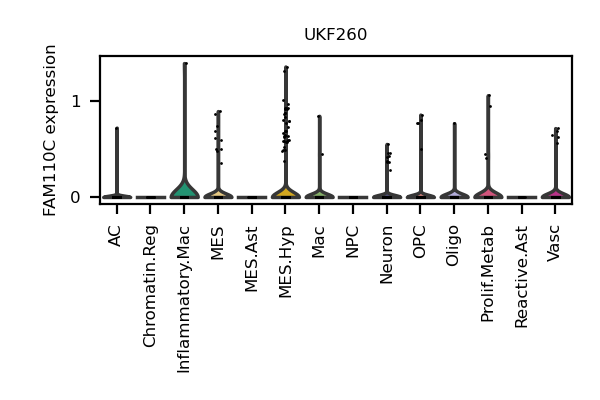 UKF260
FAM110C expression
1
0
AC
Chromatin.Reg
Inflammatory.Mac
MES
MES.Ast
MES.Hyp
Mac
NPC
Neuron
OPC
Oligo
Prolif.Metab
Reactive.Ast
Vasc